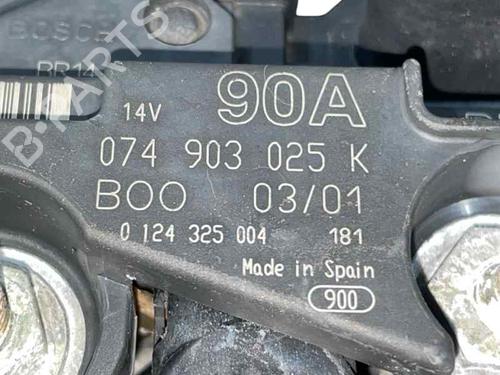 BOSCH
14V 90A
074 903 025 K
BOO 03/01
0 124 325 004 181
Made in Spain
900
B-PARTS